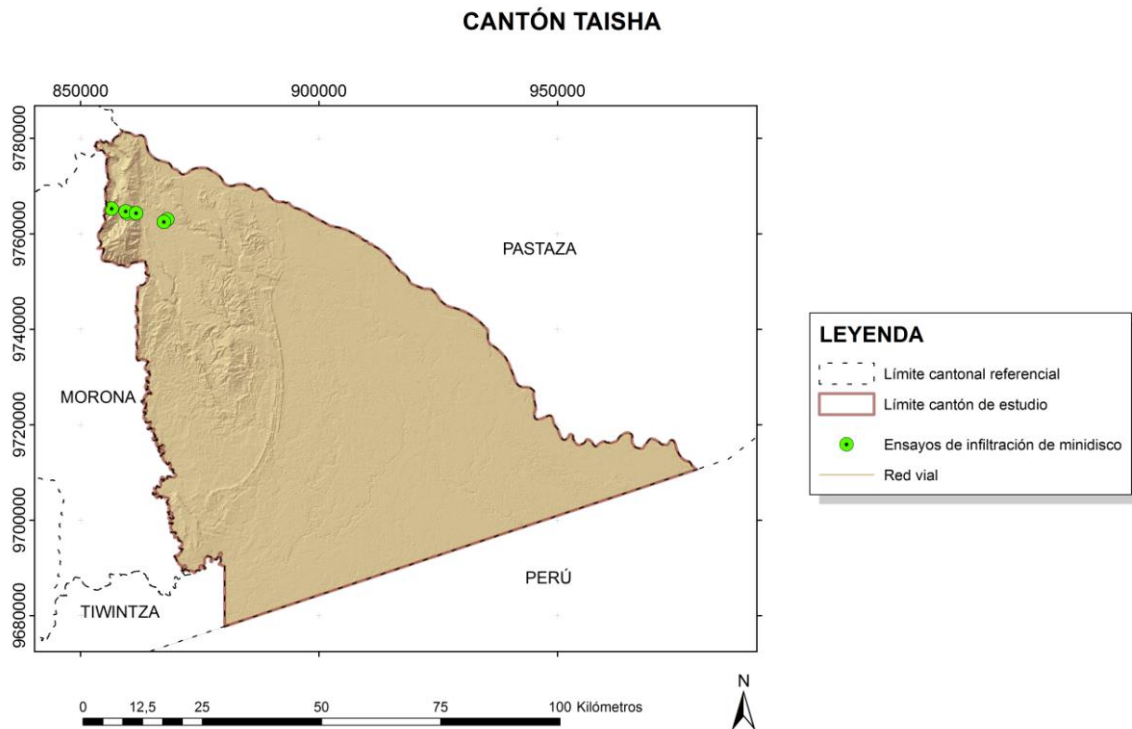 CANTÓN TAISHA
850000
900000
950000
9780000
9760000
9740000
9720000
9700000
9680000
PASTAZA
MORONA
TIWINTZA
PERÚ
LEYENDA
Límite cantonal referencial
Límite cantón de estudio
Ensayos de infiltración de minidisco
Red vial
N
0 12,5 25 50 75 100 Kilómetros